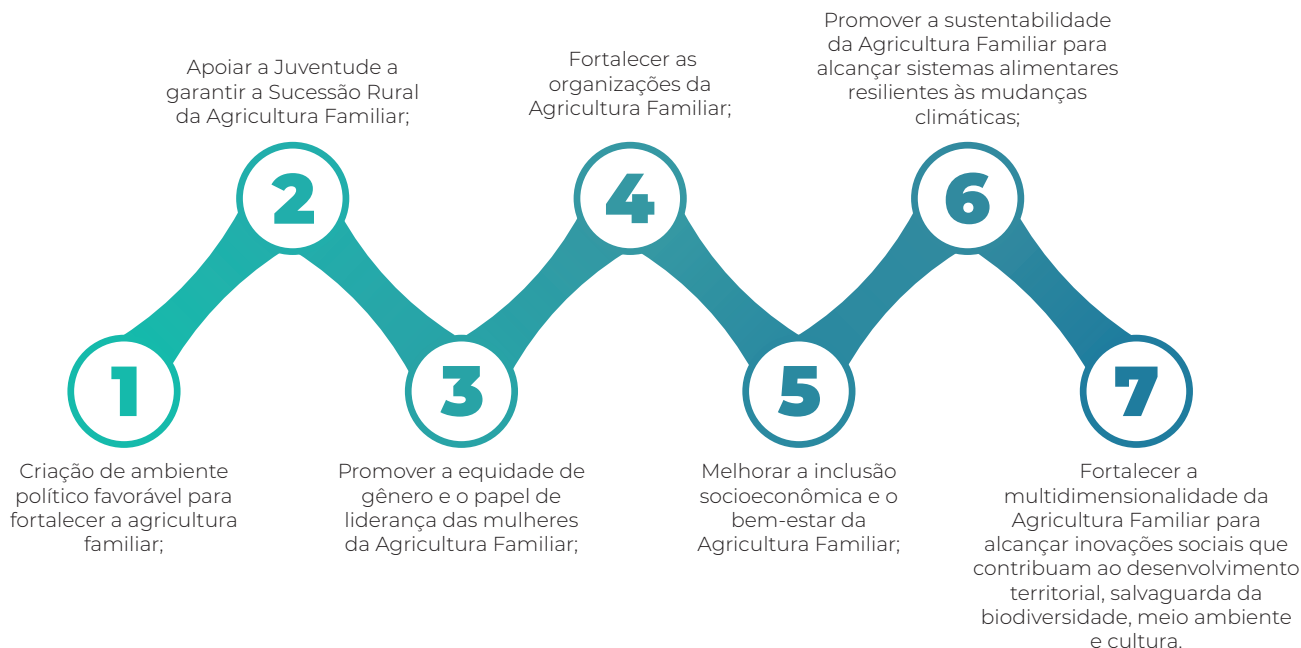 1
Criação de ambiente
político favorável para
fortalecer a agricultura
familiar;
2
Apoiar a Juventude a
garantir a Sucessão Rural
da Agricultura Familiar;
3
Promover a equidade de
gênero e o papel de
liderança das mulheres
da Agricultura Familiar;
4
Fortalecer as
organizações da
Agricultura Familiar;
5
Melhorar a inclusão
socioeconômica e o
bem-estar da
Agricultura Familiar;
6
Promover a sustentabilidade
da Agricultura Familiar para
alcançar sistemas alimentares
resilientes às mudanças
climáticas;
7
Fortalecer a
multidimensionalidade da
Agricultura Familiar para
alcançar inovações sociais que
contribuam ao desenvolvimento
territorial, salvaguarda da
biodiversidade, meio ambiente
e cultura.